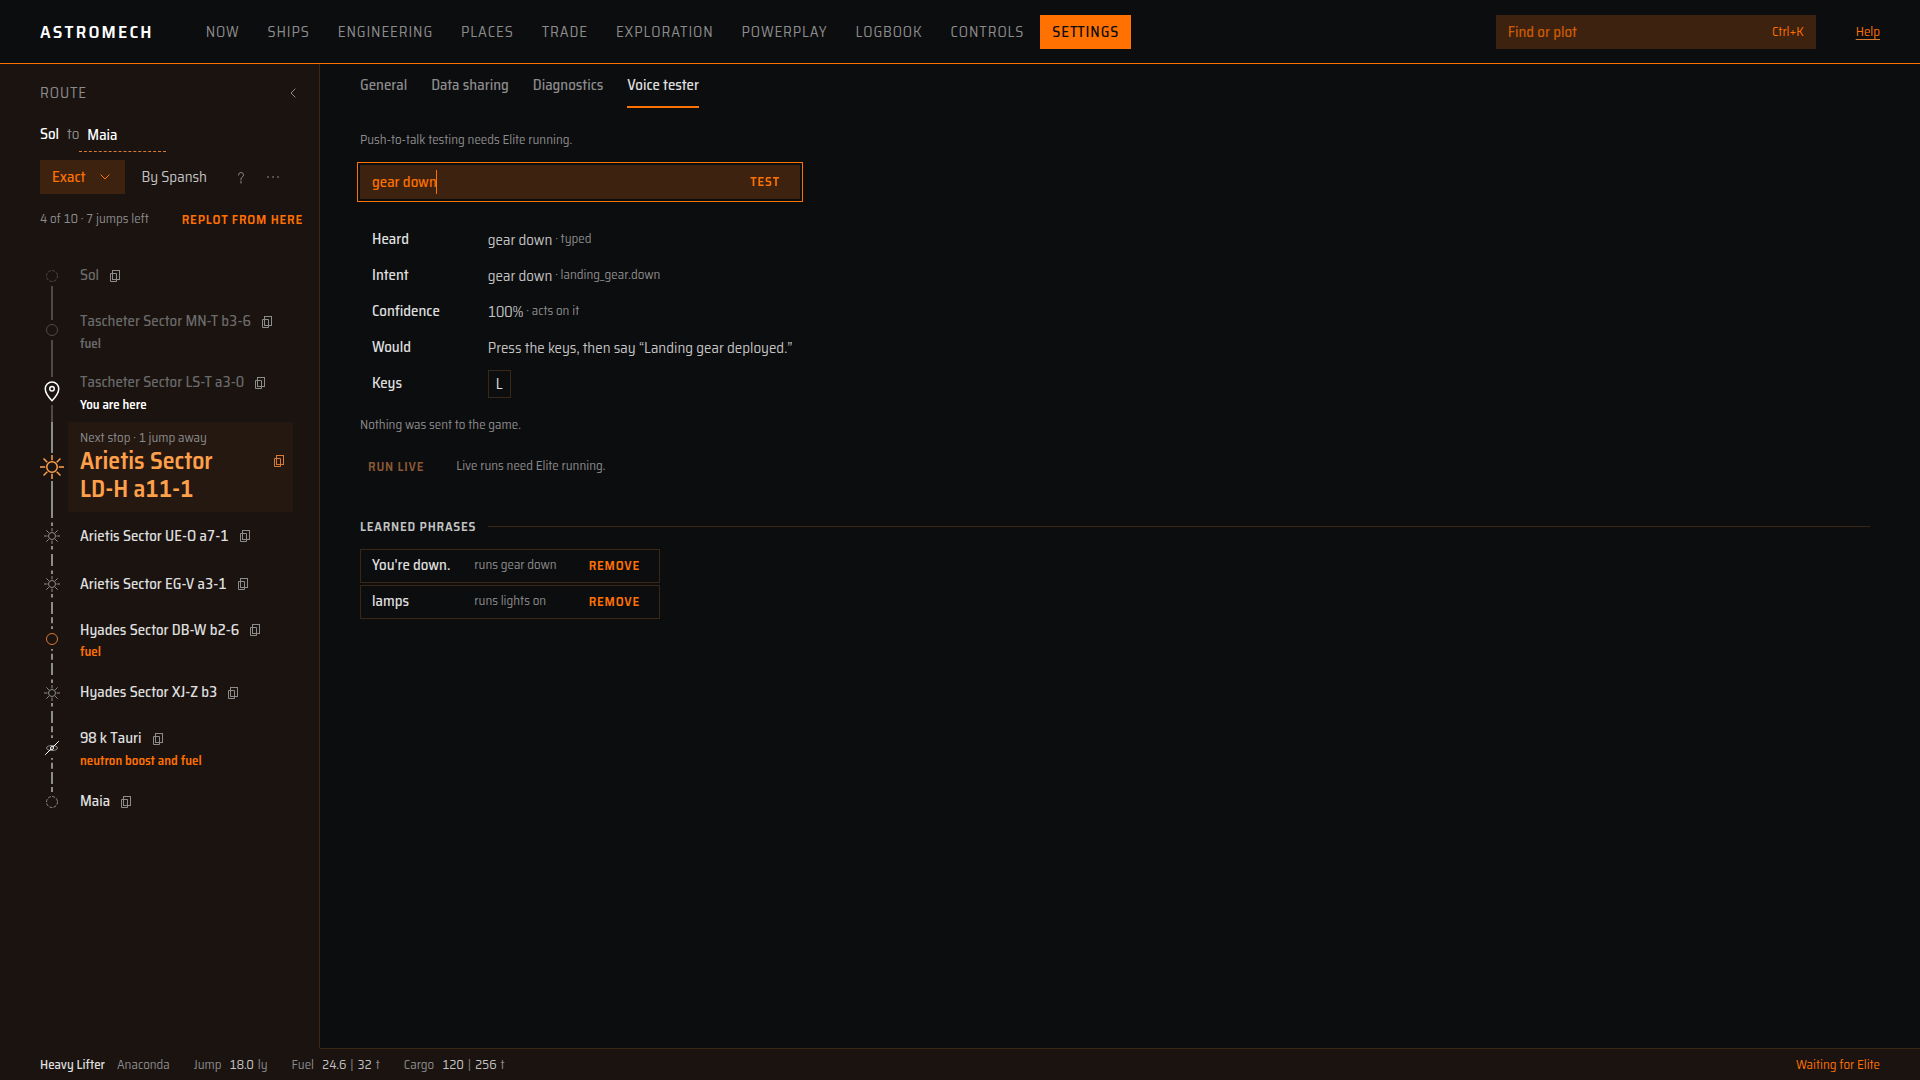 ASTROMECH
NOW SHIPS ENGINEERING PLACES TRADE EXPLORATION POWERPLAY LOGBOOK CONTROLS SETTINGS
Find or plot Ctrl+K
Help
ROUTE
Sol to Maia
Exact By Spansh ? ...
4 of 10 · 7 jumps left REPLOT FROM HERE
Sol
Tascheter Sector MN-T b3-6
fuel
Tascheter Sector LS-T a3-0
You are here
Next stop · 1 jump away
Arietis Sector
LD-H a11-1
Arietis Sector UE-O a7-1
Arietis Sector EG-V a3-1
Hyades Sector DB-W b2-6
fuel
Hyades Sector XJ-Z b3
98 k Tauri
neutron boost and fuel
Maia
General Data sharing Diagnostics Voice tester
Push-to-talk testing needs Elite running.
gear down TEST
Heard gear down · typed
Intent gear down · landing_gear.down
Confidence 100% · acts on it
Would Press the keys, then say “Landing gear deployed.”
Keys L
Nothing was sent to the game.
RUN LIVE Live runs need Elite running.
LEARNED PHRASES
You're down. runs gear down REMOVE
lamps runs lights on REMOVE
Heavy Lifter Anaconda Jump 18.0 ly Fuel 24.6 | 32 t Cargo 120 | 256 t
Waiting for Elite